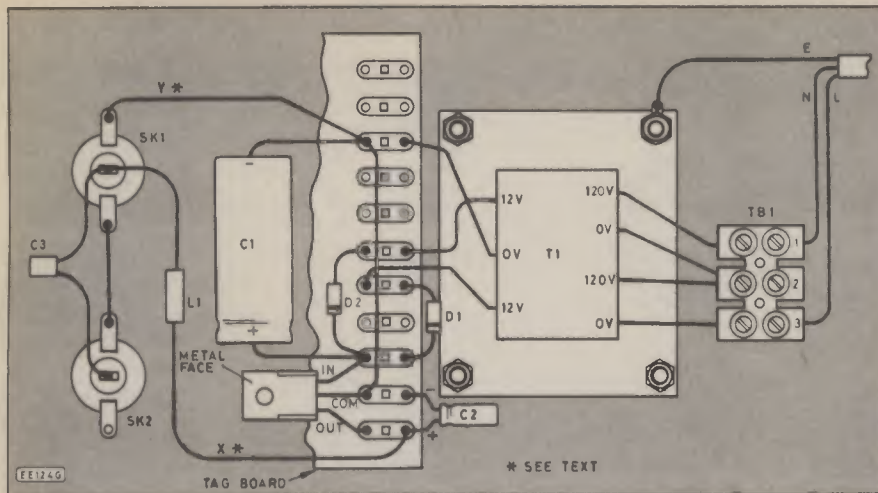 E
N
L
Y*
SK1
C3
L1
SK2
C1
-
+
D2
D1
METAL FACE
IN
COM
OUT
-
C2
+
X*
12V
0V
12V
T1
120V
0V
120V
0V
TB1
1
2
3
* SEE TEXT
EE124G
TAG BOARD